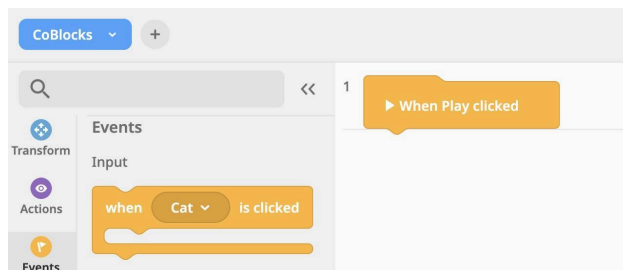 CoBlocks
+
1
When Play clicked
Events
Transform
Input
Actions
when Cat is clicked
Events